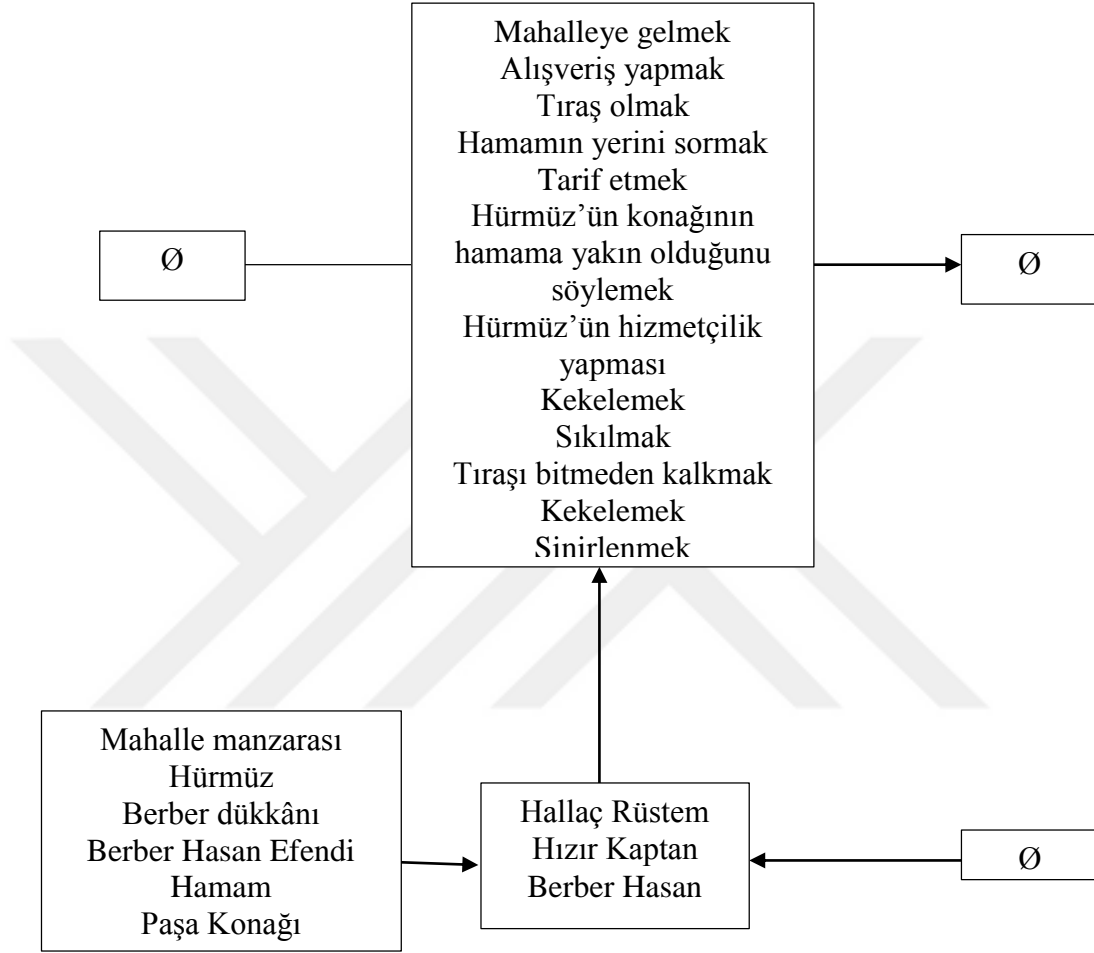 Mahalleye gelmek
Alışveriş yapmak
Tıraş olmak
Hamamın yerini sormak
Tarif etmek
Hürmüz’ün konağının
hamama yakın olduğunu
söylemek
Hürmüz’ün hizmetçilik
yapması
Kekelemek
Sıkılmak
Tıraşı bitmeden kalkmak
Kekelemek
Sinirlenmek
Ø
Ø
Mahalle manzarası
Hürmüz
Berber dükkânı
Berber Hasan Efendi
Hamam
Paşa Konağı
Hallaç Rüstem
Hızır Kaptan
Berber Hasan
Ø